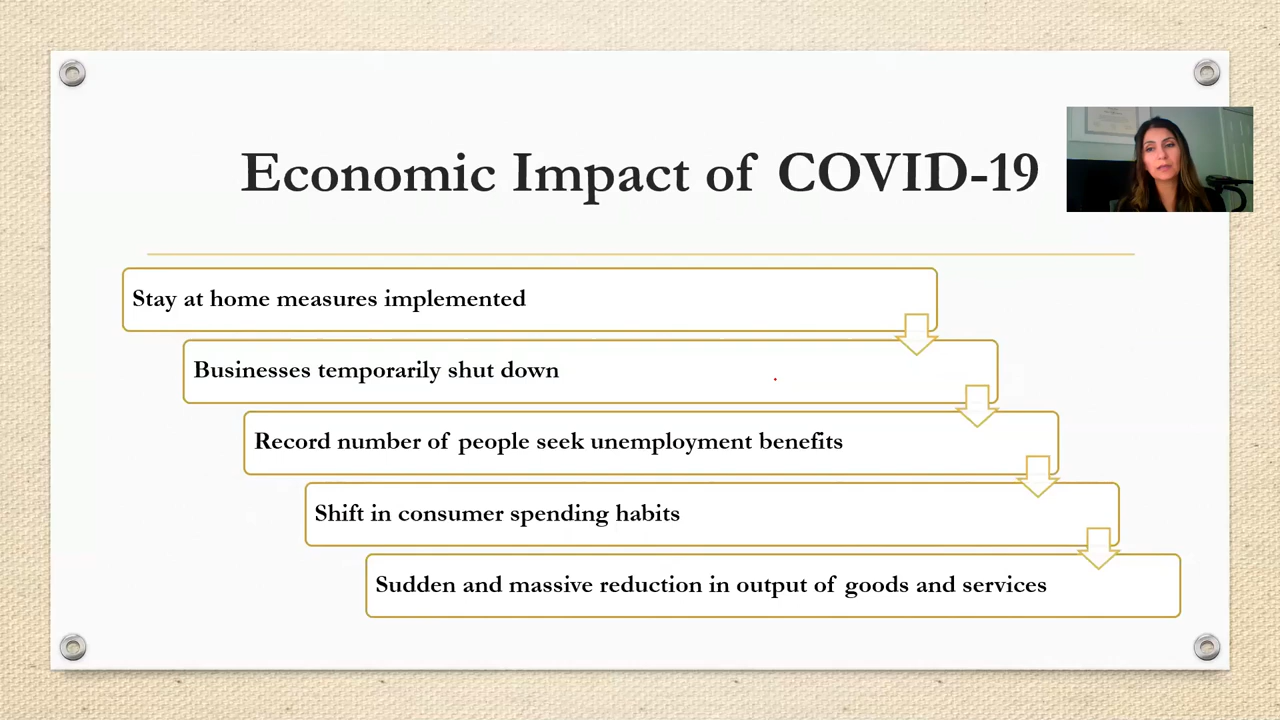 Economic Impact of COVID-19
Stay at home measures implemented
Businesses temporarily shut down
Record number of people seek unemployment benefits
Shift in consumer spending habits
Sudden and massive reduction in output of goods and services